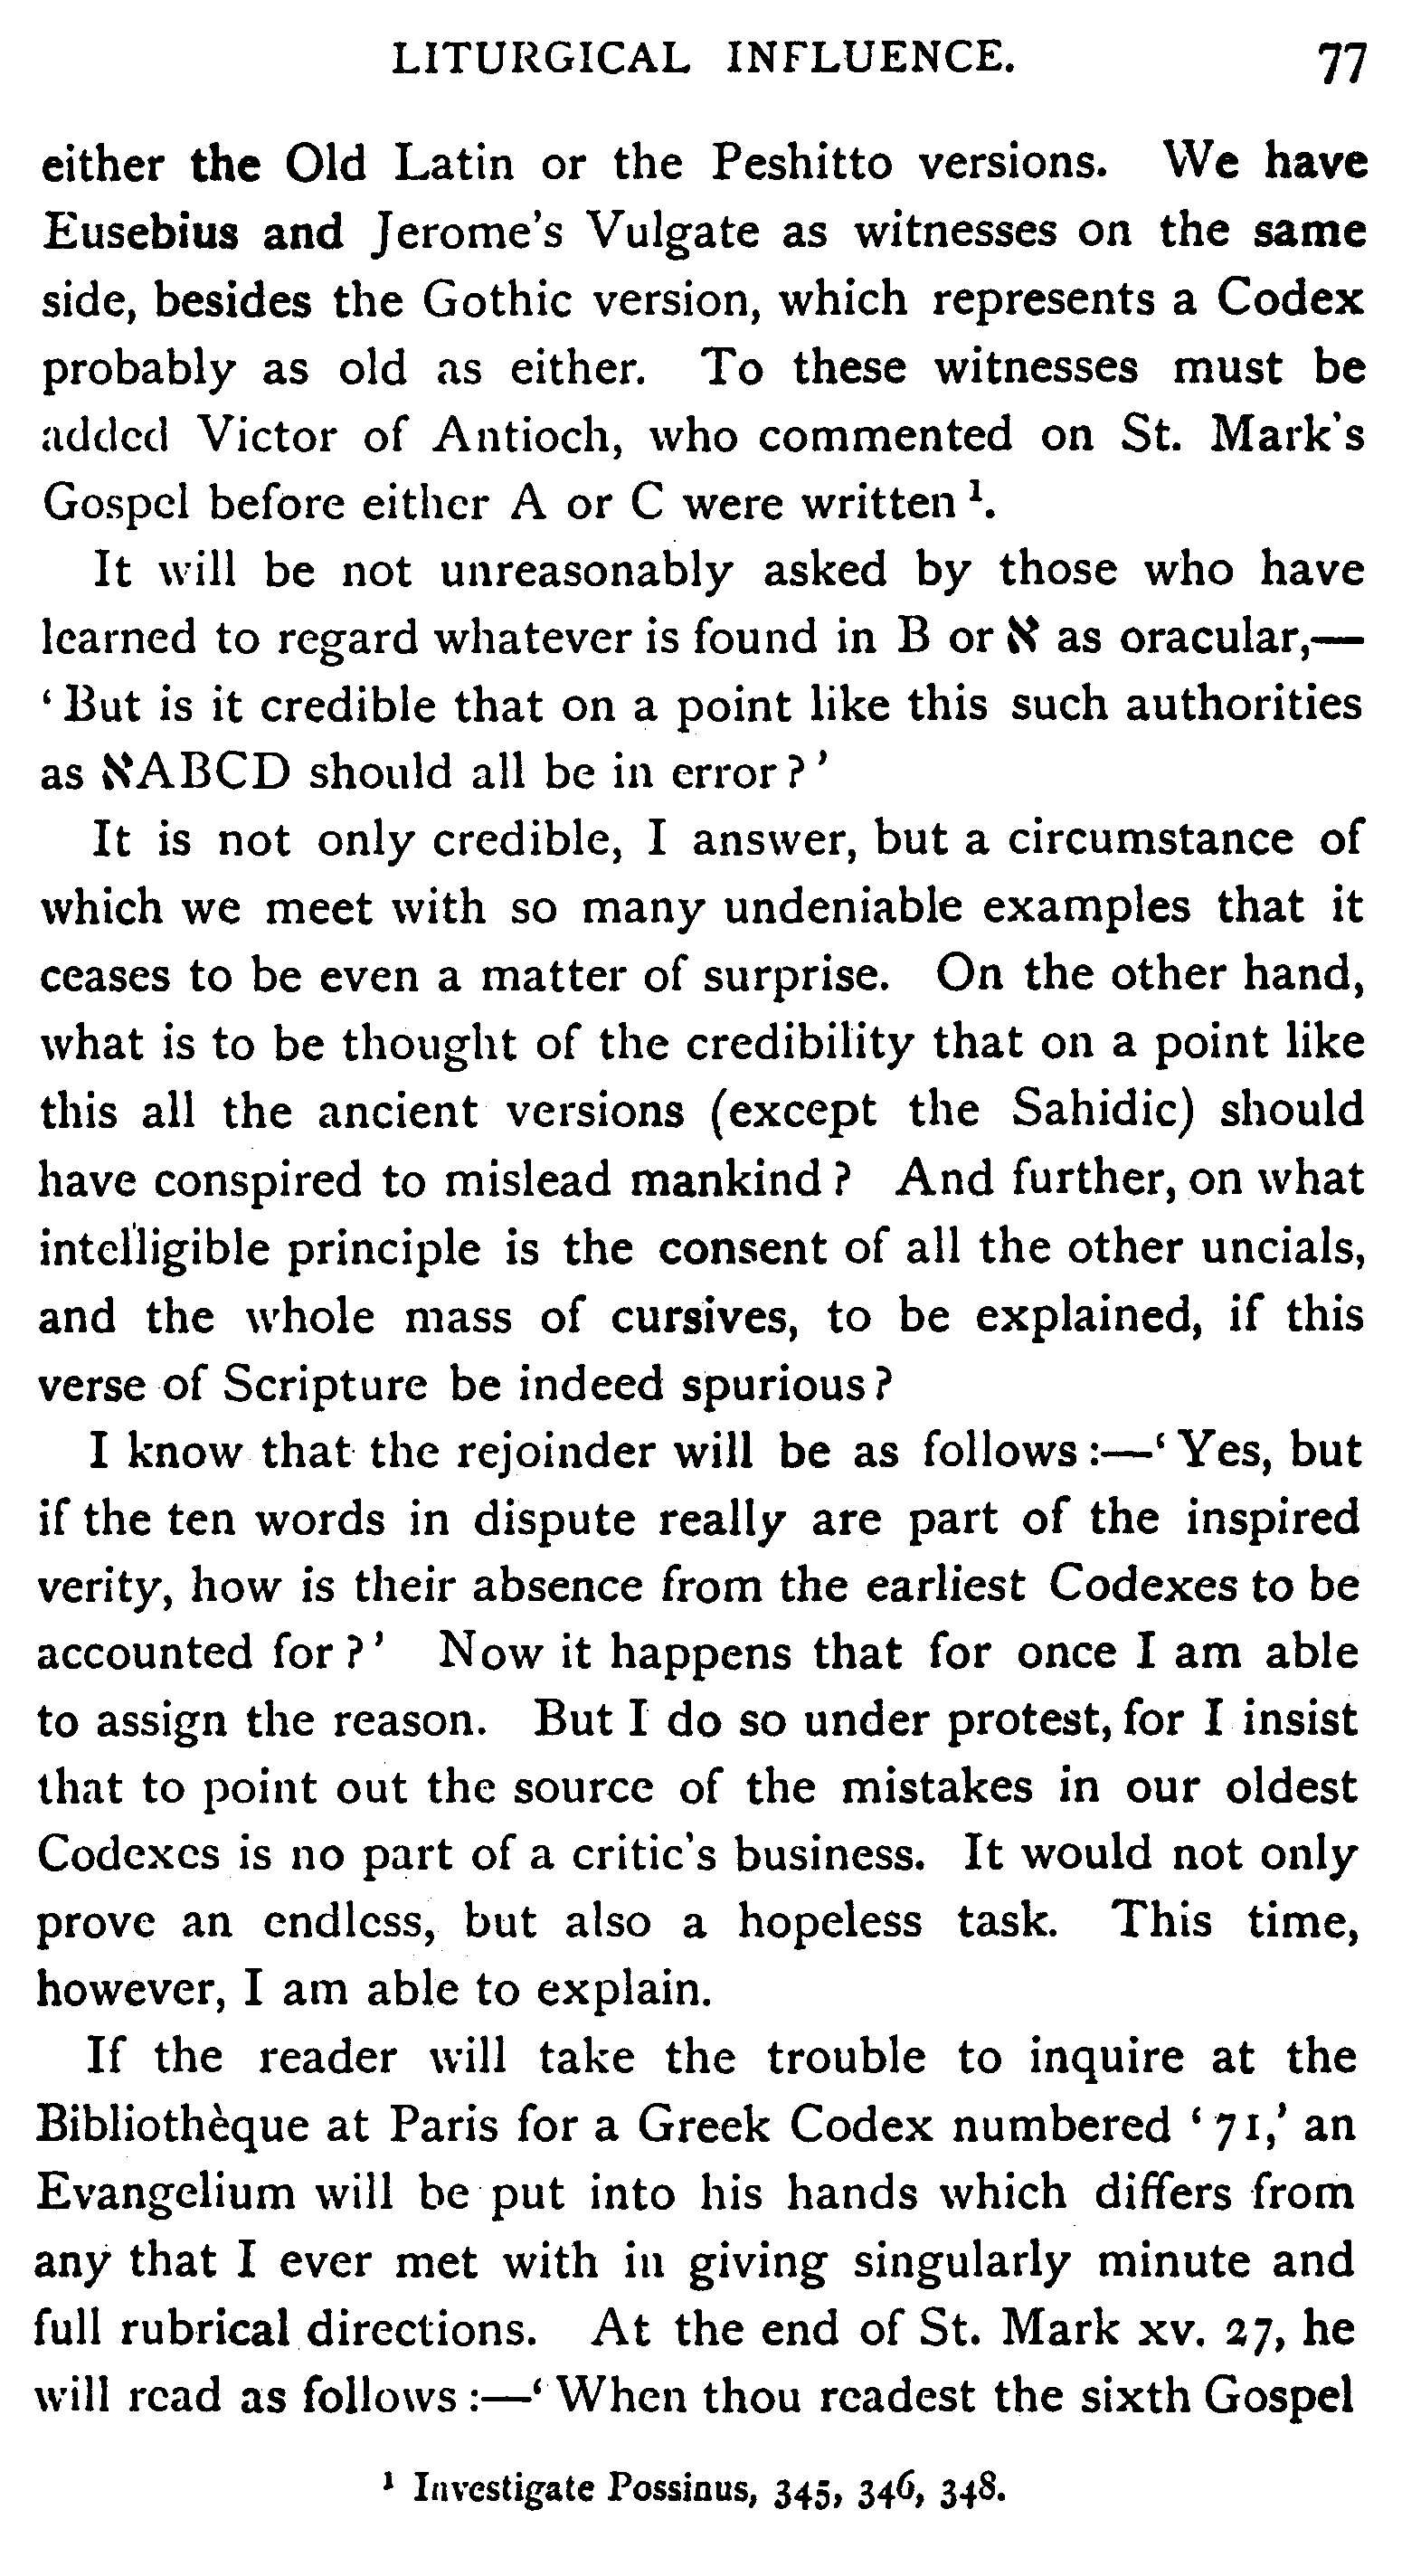 LITURGICAL INFLUENCE. 77
either the Old Latin or the Peshitto versions. We have
Eusebius and Jerome's Vulgate as witnesses on the same
side, besides the Gothic version, which represents a Codex
probably as old as either. To these witnesses must be
added Victor of Antioch, who commented on St. Mark's
Gospel before either A or C were written ¹.
It will be not unreasonably asked by those who have
learned to regard whatever is found in B or א as oracular,—
‘But is it credible that on a point like this such authorities
as אABCD should all be in error?’
It is not only credible, I answer, but a circumstance of
which we meet with so many undeniable examples that it
ceases to be even a matter of surprise. On the other hand,
what is to be thought of the credibility that on a point like
this all the ancient versions (except the Sahidic) should
have conspired to mislead mankind? And further, on what
intelligible principle is the consent of all the other uncials,
and the whole mass of cursives, to be explained, if this
verse of Scripture be indeed spurious?
I know that the rejoinder will be as follows:—‘Yes, but
if the ten words in dispute really are part of the inspired
verity, how is their absence from the earliest Codexes to be
accounted for?’ Now it happens that for once I am able
to assign the reason. But I do so under protest, for I insist
that to point out the source of the mistakes in our oldest
Codexes is no part of a critic's business. It would not only
prove an endless, but also a hopeless task. This time,
however, I am able to explain.
If the reader will take the trouble to inquire at the
Bibliothèque at Paris for a Greek Codex numbered ‘71,’ an
Evangelium will be put into his hands which differs from
any that I ever met with in giving singularly minute and
full rubrical directions. At the end of St. Mark xv. 27, he
will read as follows:—‘When thou readest the sixth Gospel
¹ Investigate Possinus, 345, 346, 348.